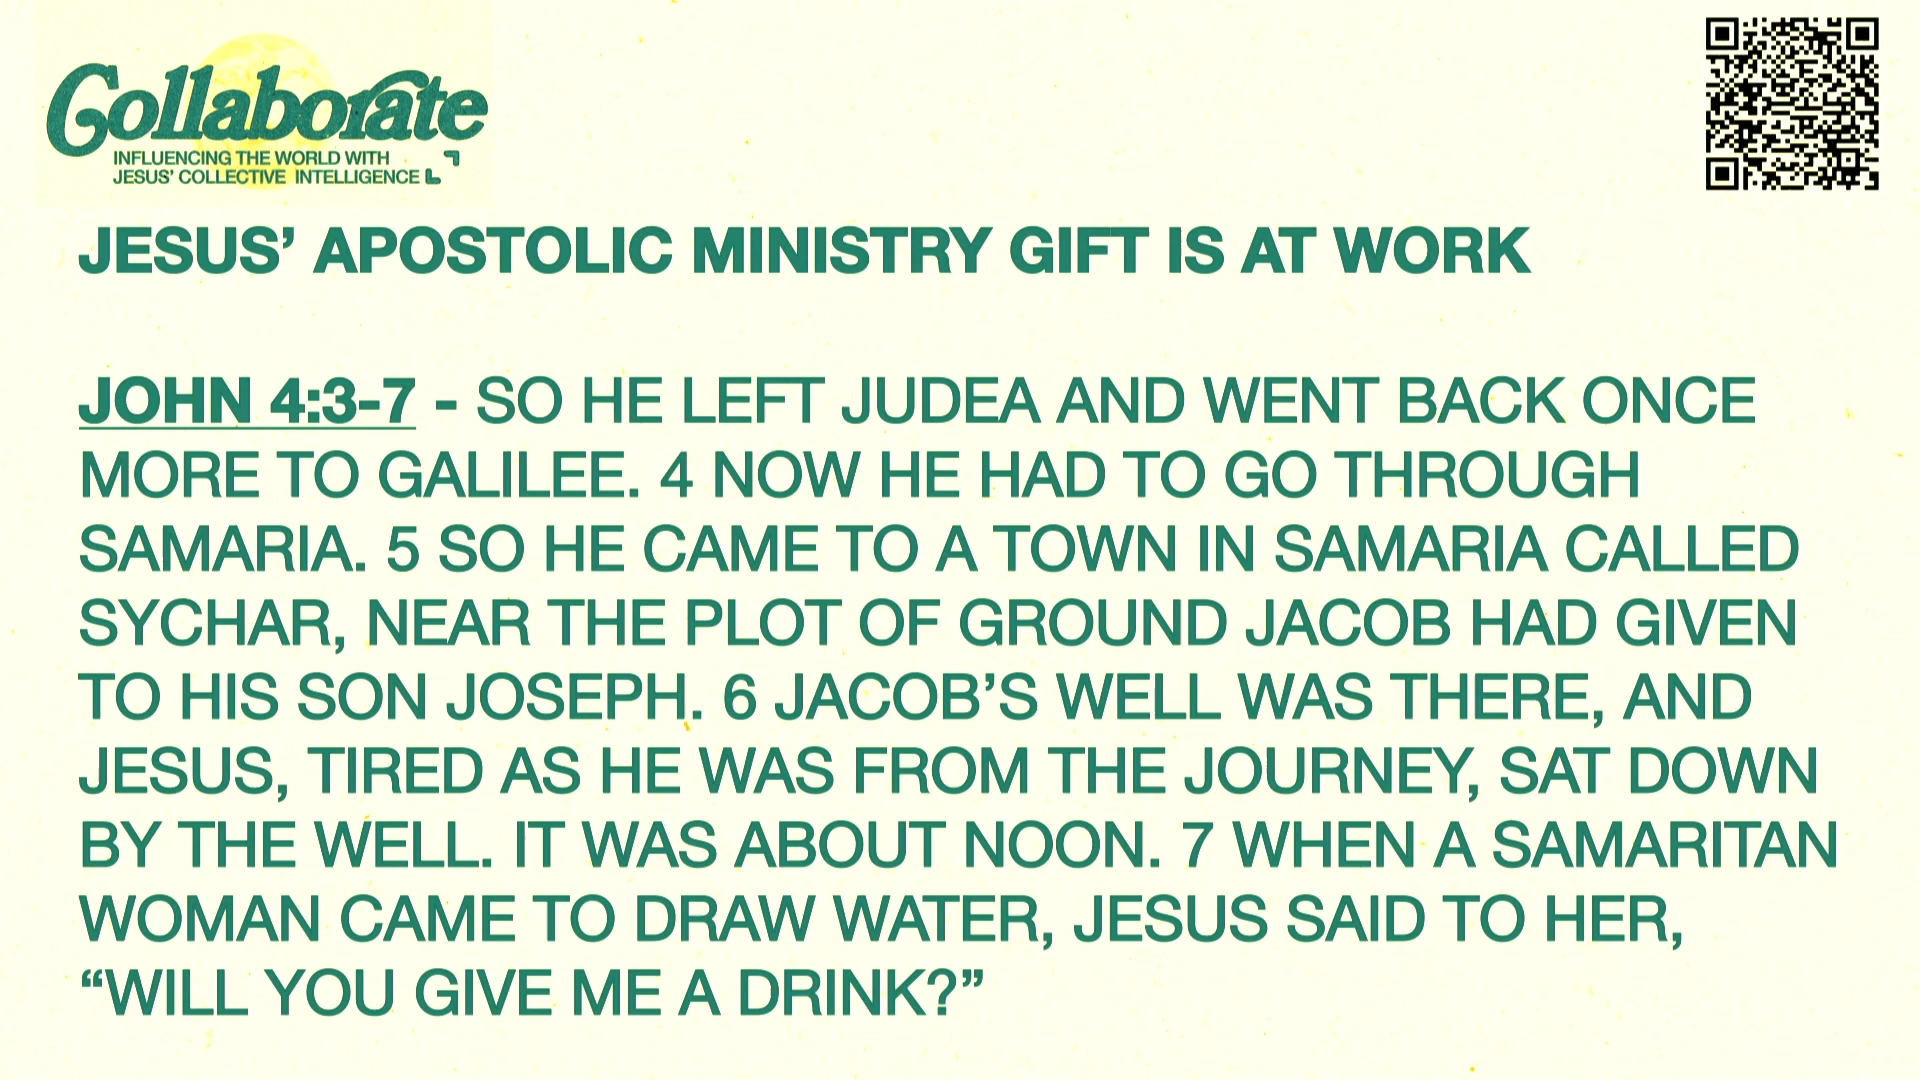 Collaborate
INFLUENCING THE WORLD WITH
JESUS’ COLLECTIVE INTELLIGENCE
JESUS’ APOSTOLIC MINISTRY GIFT IS AT WORK
JOHN 4:3-7 - SO HE LEFT JUDEA AND WENT BACK ONCE
MORE TO GALILEE. 4 NOW HE HAD TO GO THROUGH
SAMARIA. 5 SO HE CAME TO A TOWN IN SAMARIA CALLED
SYCHAR, NEAR THE PLOT OF GROUND JACOB HAD GIVEN
TO HIS SON JOSEPH. 6 JACOB’S WELL WAS THERE, AND
JESUS, TIRED AS HE WAS FROM THE JOURNEY, SAT DOWN
BY THE WELL. IT WAS ABOUT NOON. 7 WHEN A SAMARITAN
WOMAN CAME TO DRAW WATER, JESUS SAID TO HER,
“WILL YOU GIVE ME A DRINK?”